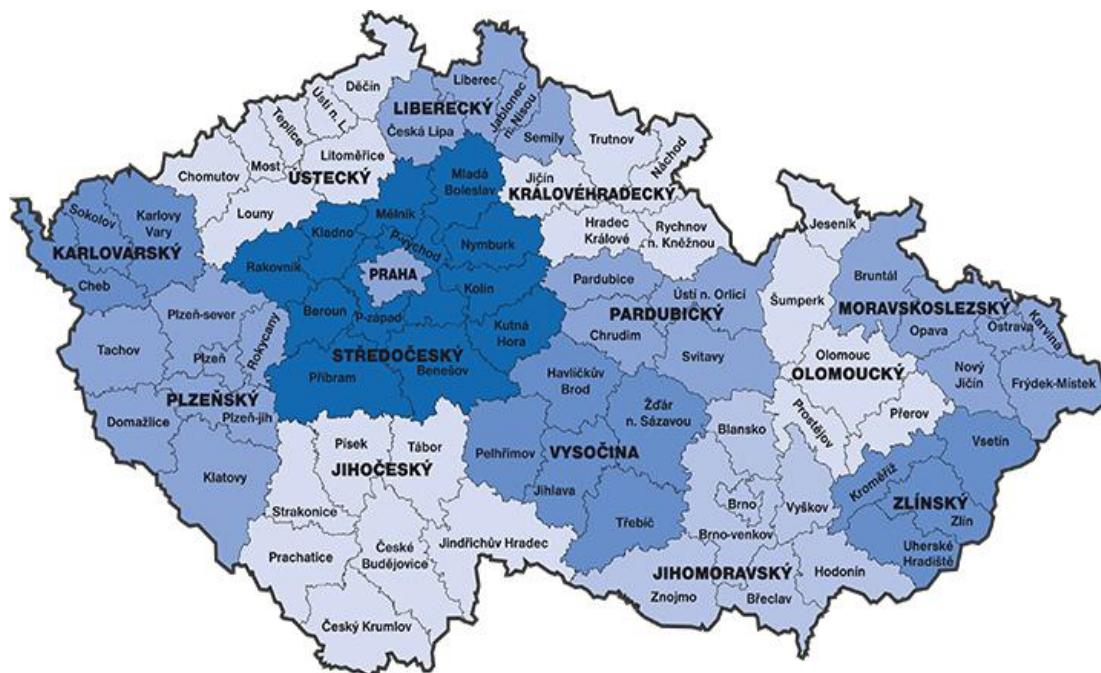 Děčín
Liberec
Ústí n. L.
Teplice
LIBERECKÝ
Jablonec
n. Nisou
Česká Lípa
Semily
Trutnov
Náchod
Most
Litoměřice
Chomutov
ÚSTECKÝ
Jičín
KRÁLOVÉHRADECKÝ
Mladá
Boleslav
Louny
Mělník
Sokolov
Karlovy
Vary
KARLOVARSKÝ
Cheb
Kladno
P-východ
Nymburk
Hradec
Králové
Rychnov
n. Kněžnou
Jeseník
Rakovník
PRAHA
Kolín
Pardubice
Ústí n. Orlicí
PARDUBICKÝ
Šumperk
Bruntál
MORAVSKOSLEZSKÝ
Plzeň-sever
Rokycany
Beroun
P-západ
Kutná
Hora
Chrudim
Svitavy
Opava
Ostrava
Karviná
Tachov
Plzeň
STŘEDOČESKÝ
Benešov
Příbram
Olomouc
OLOMOUCKÝ
Nový
Jičín
Frýdek-Místek
PLZEŇSKÝ
Domažlice
Plzeň-jih
Havlíčkův
Brod
Žďár
n. Sázavou
Blansko
Prostějov
Přerov
Vsetín
Písek
Tábor
JIHOČESKÝ
Pelhřimov
VYSOČINA
Klatovy
Jihlava
Kroměříž
ZLÍNSKÝ
Zlín
Strakonice
Třebíč
Brno
Vyškov
Brno-venkov
Uherské
Hradiště
Prachatice
České
Budějovice
Jindřichův Hradec
JIHOMORAVSKÝ
Hodonín
Znojmo
Břeclav
Český Krumlov